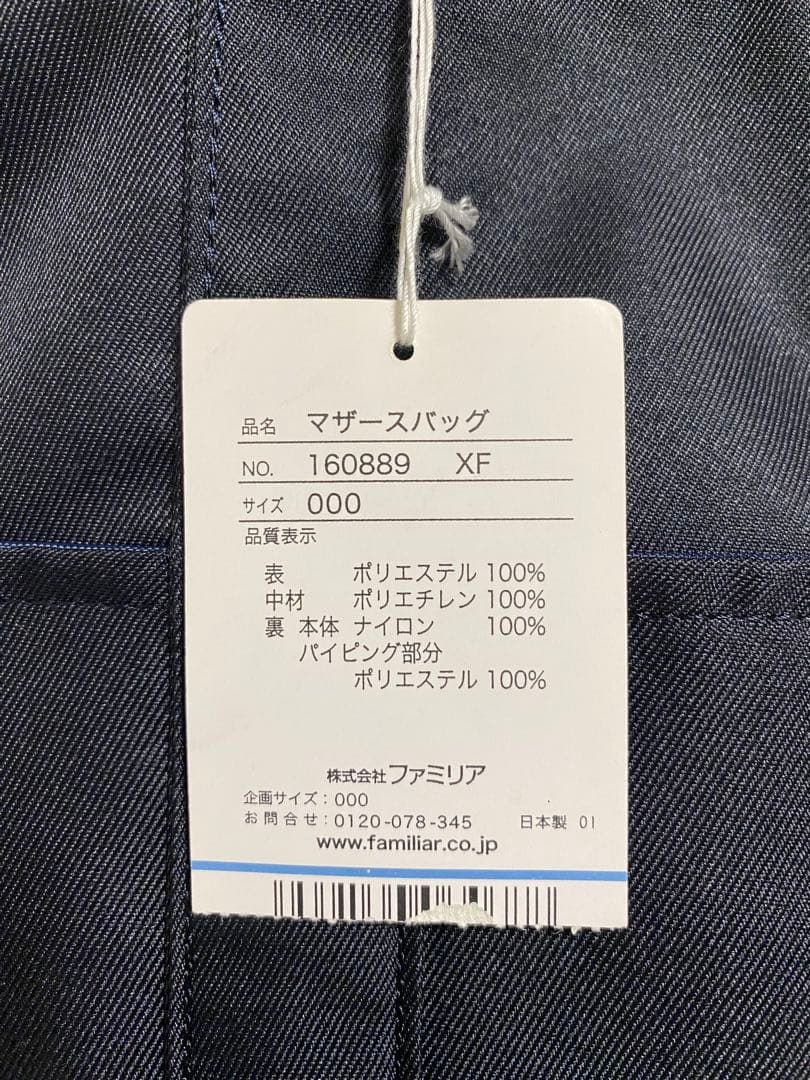 品名 マザースバッグ
NO. 160889 XF
サイズ 000
品質表示
表 ポリエステル 100%
中材 ポリエチレン 100%
裏 本体 ナイロン 100%
パイピング部分
ポリエステル 100%
株式会社ファミリア
企画サイズ：000
お問合せ：0120-078-345 日本製 01
www.familiar.co.jp